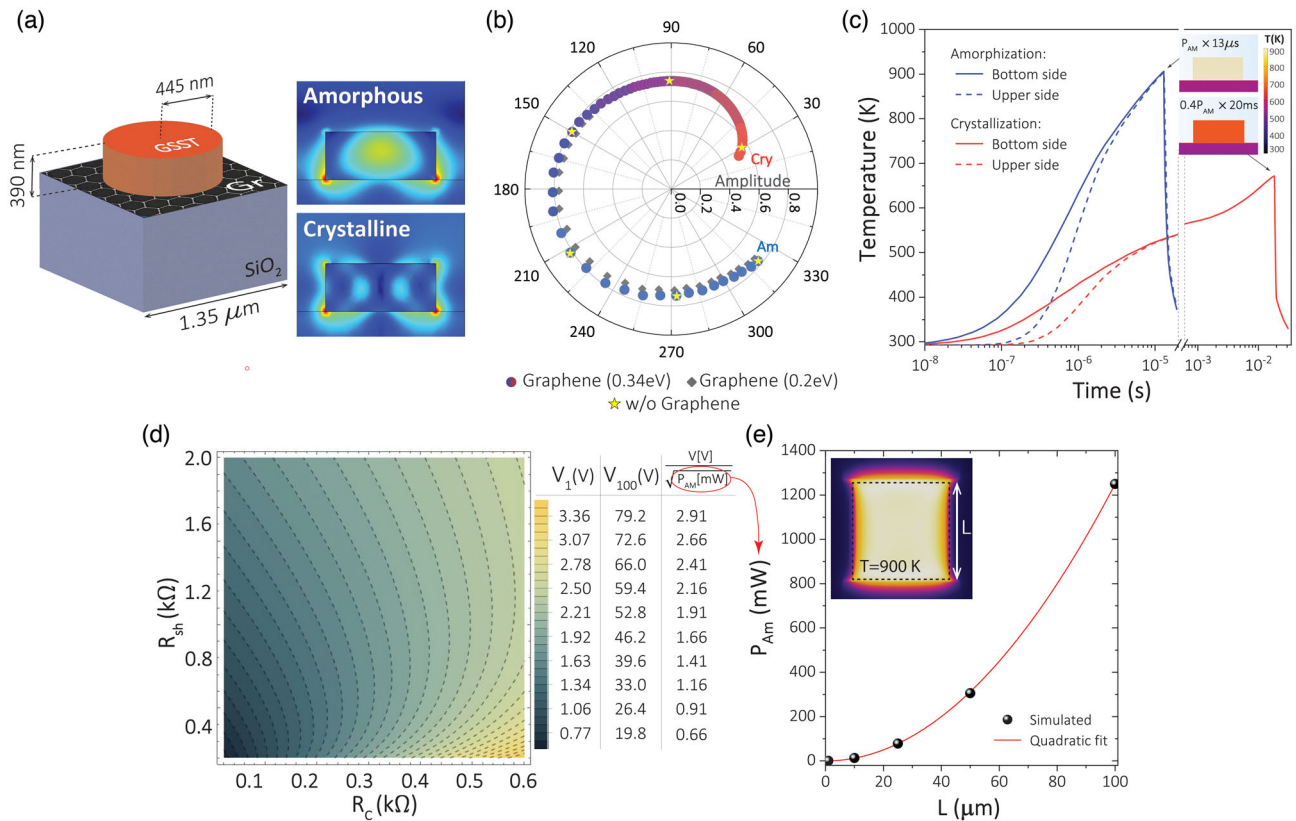 (a)
445 nm
GSST
390 nm
Gr
SiO2
1.35 μm
Amorphous
Crystalline
(b)
90
120
60
150
30
180
210
330
240
300
270
Cry
Amplitude
0.0
0.2
0.4
0.6
0.8
Am
Graphene (0.34eV)
Graphene (0.2eV)
w/o Graphene
(c)
Temperature (K)
1000
900
800
700
600
500
400
300
Amorphization:
Bottom side
Upper side
Crystallization:
Bottom side
Upper side
PAM × 13μs
0.4PAM × 20ms
T(K)
900
800
700
600
500
400
300
10^-8
10^-7
10^-6
10^-5
10^-3
10^-2
Time (s)
(d)
Rsh (kΩ)
2.0
1.6
1.2
0.8
0.4
0.1
0.2
0.3
0.4
0.5
0.6
RC (kΩ)
V1(V) V100(V) V[V]/√PAM[mW]
3.36 79.2 2.91
3.07 72.6 2.66
2.78 66.0 2.41
2.50 59.4 2.16
2.21 52.8 1.91
1.92 46.2 1.66
1.63 39.6 1.41
1.34 33.0 1.16
1.06 26.4 0.91
0.77 19.8 0.66
(e)
PAm (mW)
1400
1200
1000
800
600
400
200
0
L
T=900 K
Simulated
Quadratic fit
0
20
40
60
80
100
L (μm)